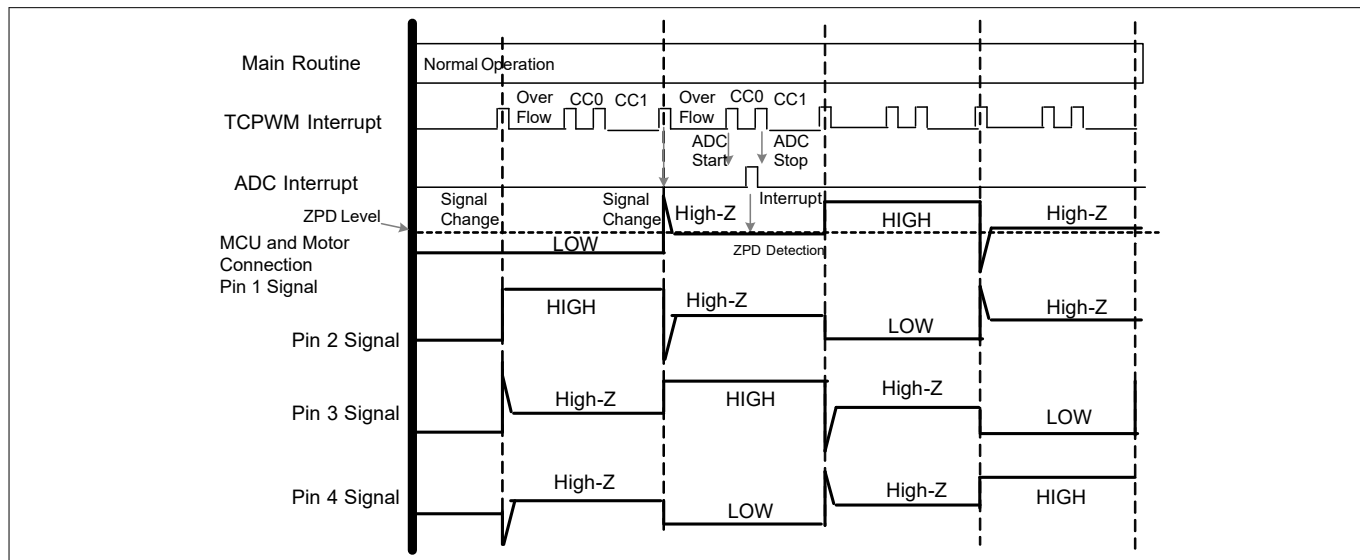 Main Routine
Normal Operation
Over
Flow
CC0
CC1
Over
Flow
CC0
CC1
TCPWM Interrupt
ADC
Start
ADC
Stop
ADC Interrupt
Signal
Change
Signal
Change
High-Z
Interrupt
HIGH
High-Z
ZPD Level
MCU and Motor
Connection
Pin 1 Signal
LOW
ZPD Detection
HIGH
High-Z
High-Z
Pin 2 Signal
LOW
High-Z
High-Z
Pin 3 Signal
HIGH
LOW
High-Z
High-Z
Pin 4 Signal
LOW
HIGH